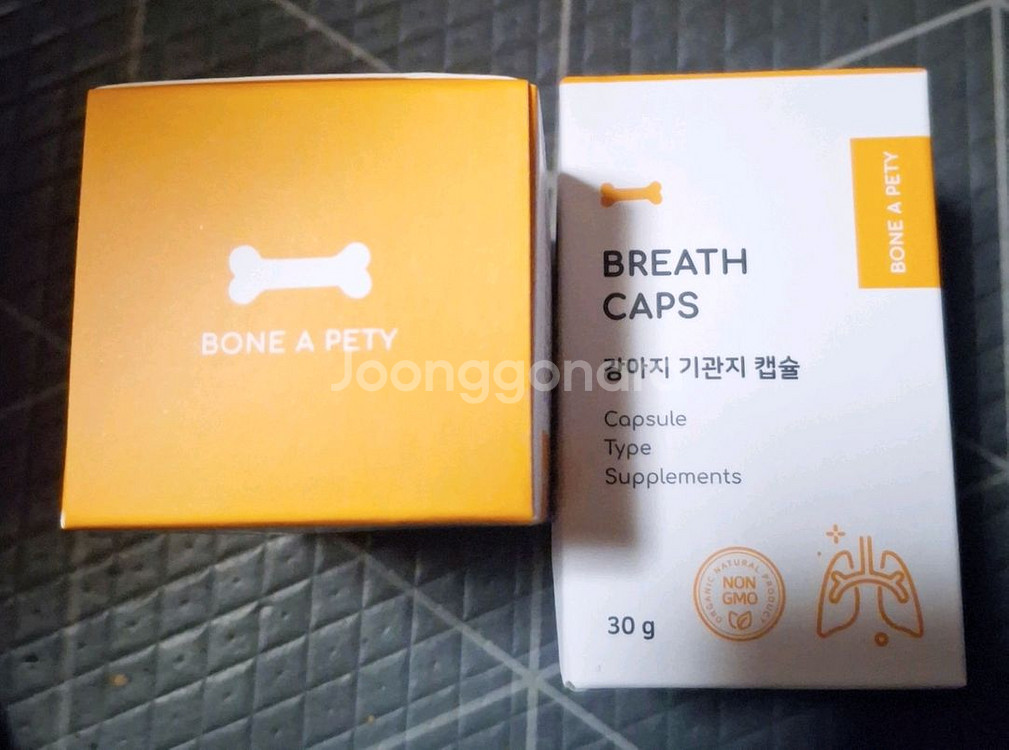 BONE A PETY
BONE A PETY
BREATH
CAPS
강아지 기관지 캡슐
Capsule
Type
Supplements
30 g
ORGANIC NATURAL PRODUCT
NON
GMO